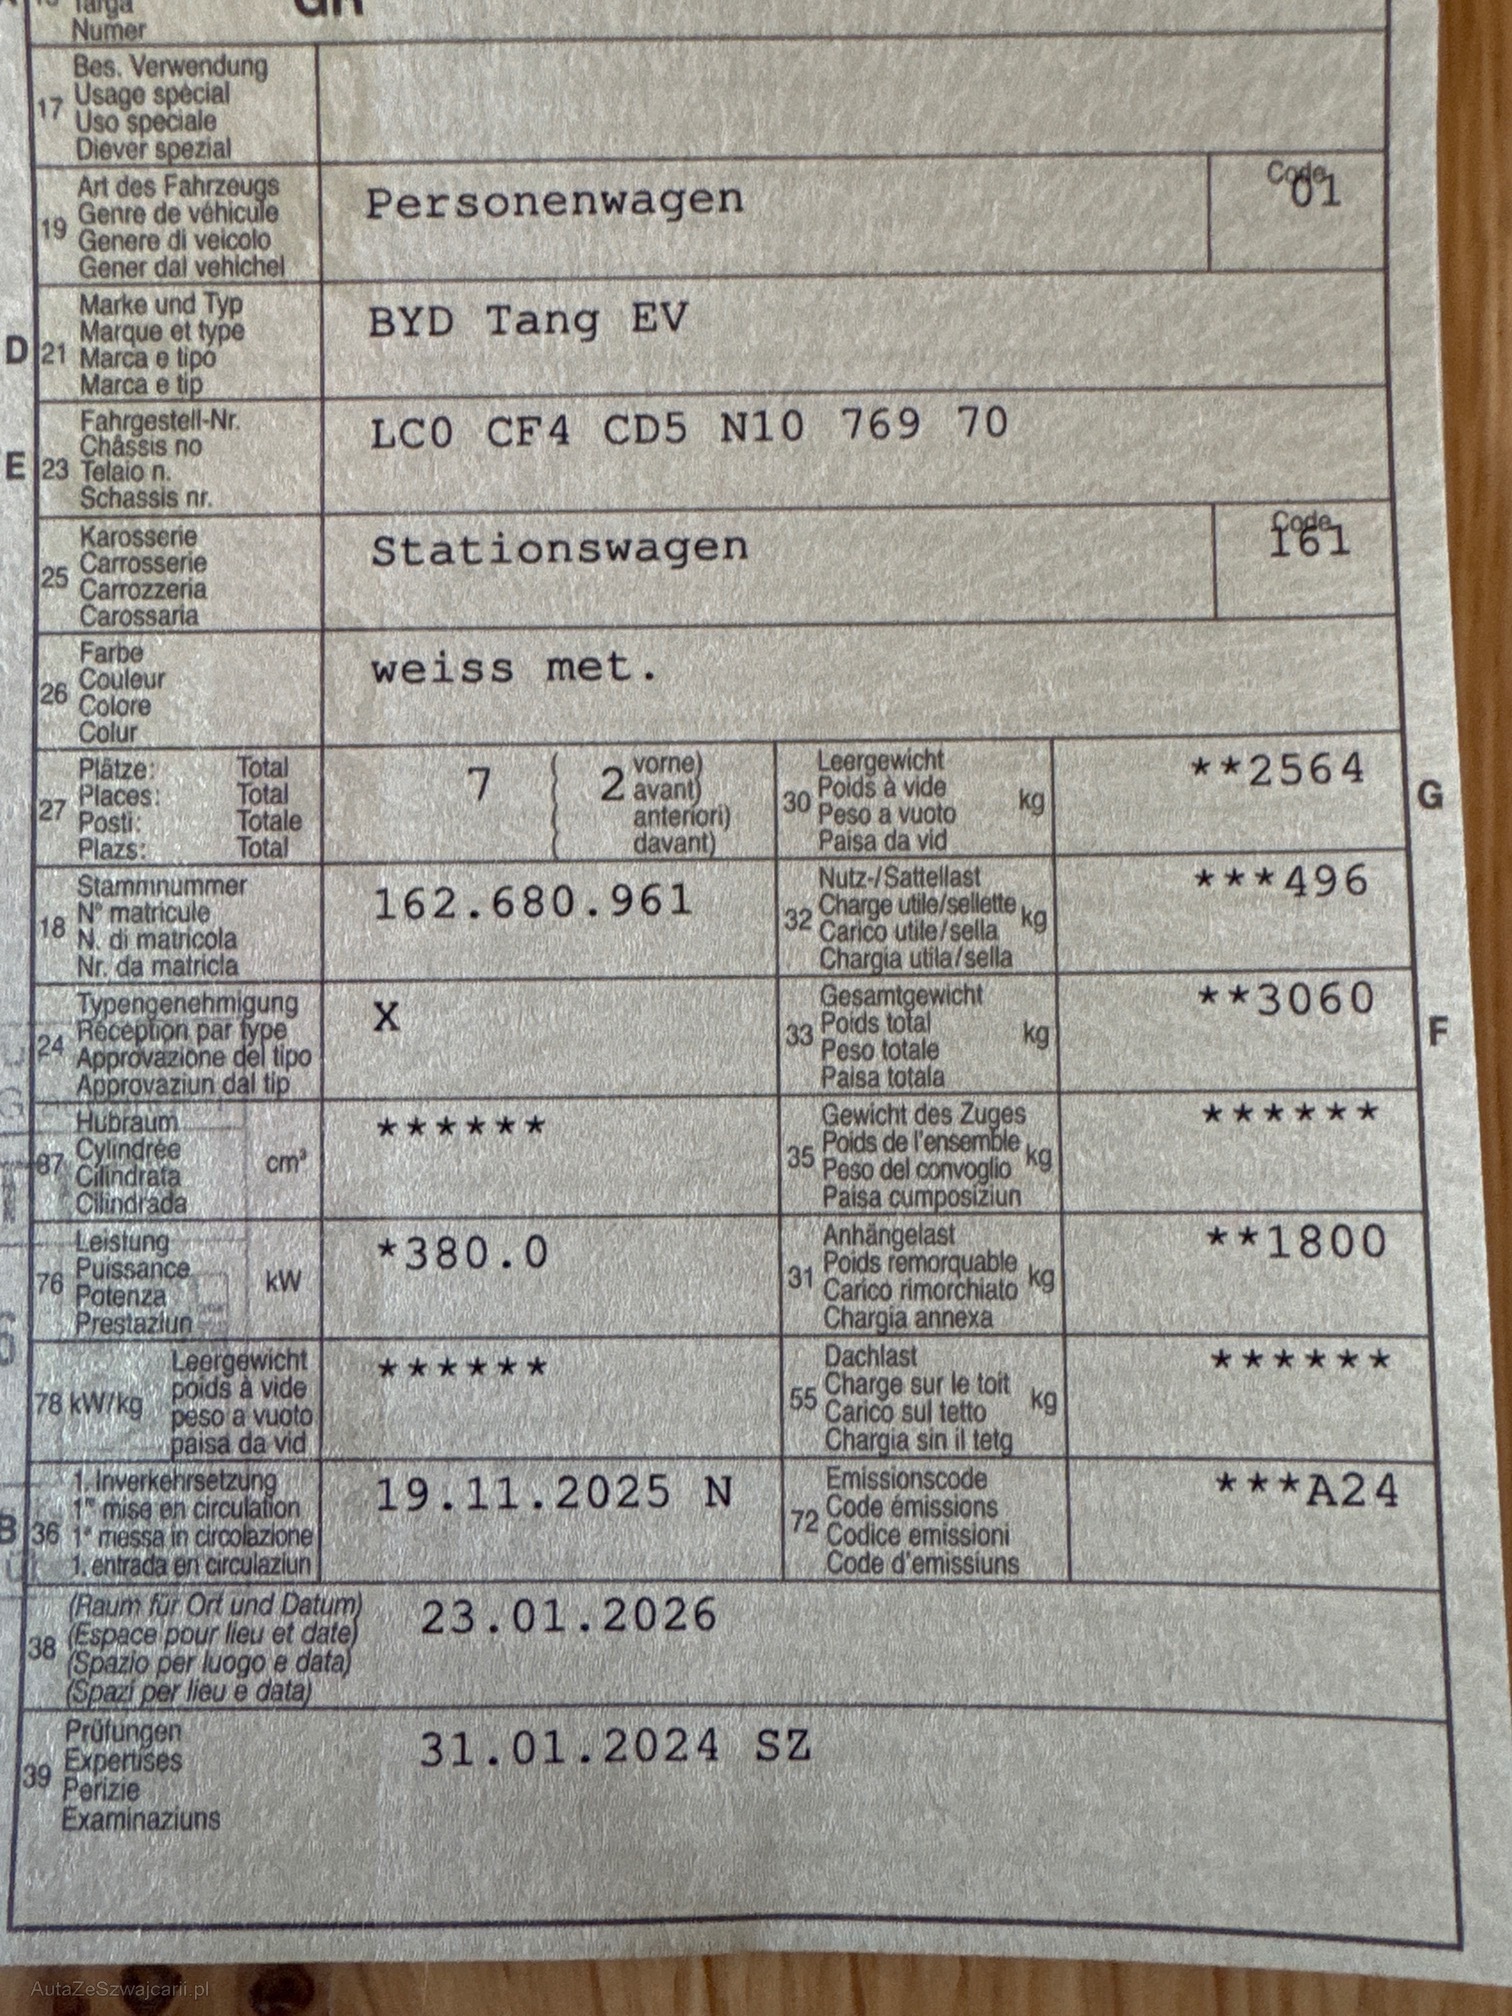 Targa
Numer
17 Bes. Verwendung
Usage spécial
Uso speciale
Diever spezial
19 Art des Fahrzeugs
Genre de véhicule
Genere di veicolo
Gener dal vehichel
Personenwagen
Code
01
D 21 Marke und Typ
Marque et type
Marca e tipo
Marca e tip
BYD Tang EV
E 23 Fahrgestell-Nr.
Châssis no
Telaio n.
Schassis nr.
LC0 CF4 CD5 N10 769 70
25 Karosserie
Carrosserie
Carrozzeria
Carossaria
Stationswagen
Code
161
26 Farbe
Couleur
Colore
Colur
weiss met.
27 Plätze: Total
Places: Total
Posti: Totale
Plazs: Total
7 ( 2 vorne)
( avant)
( anteriori)
( davant)
30 Leergewicht
Poids à vide
Peso a vuoto
Paisa da vid
kg
**2564
G
18 Stammnummer
N° matricule
N. di matricola
Nr. da matricla
162.680.961
32 Nutz-/Sattellast
Charge utile/sellette
Carico utile/sella
Chargia utila/sella
kg
***496
24 Typengenehmigung
Réception par type
Approvazione del tipo
Approvaziun dal tip
X
33 Gesamtgewicht
Poids total
Peso totale
Paisa totala
kg
**3060
F
37 Hubraum
Cylindrée
Cilindrata
Cilindrada
cm³
******
35 Gewicht des Zuges
Poids de l'ensemble
Peso del convoglio
Paisa cumposiziun
kg
******
76 Leistung
Puissance
Potenza
Prestaziun
kW
*380.0
31 Anhängelast
Poids remorquable
Carico rimorchiato
Chargia annexa
kg
**1800
78 kW/kg Leergewicht
poids à vide
peso a vuoto
paisa da vid
******
55 Dachlast
Charge sur le toit
Carico sul tetto
Chargia sin il tetg
kg
******
B 36 1. Inverkehrsetzung
1re mise en circulation
1a messa in circolazione
1. entrada en circulaziun
19.11.2025 N
72 Emissionscode
Code émissions
Codice emissioni
Code d'emissiuns
***A24
38 (Raum für Ort und Datum)
(Espace pour lieu et date)
(Spazio per luogo e data)
(Spazi per lieu e data)
23.01.2026
39 Prüfungen
Expertises
Perizie
Examinaziuns
31.01.2024 SZ
AutaZeSzwajcarii.pl